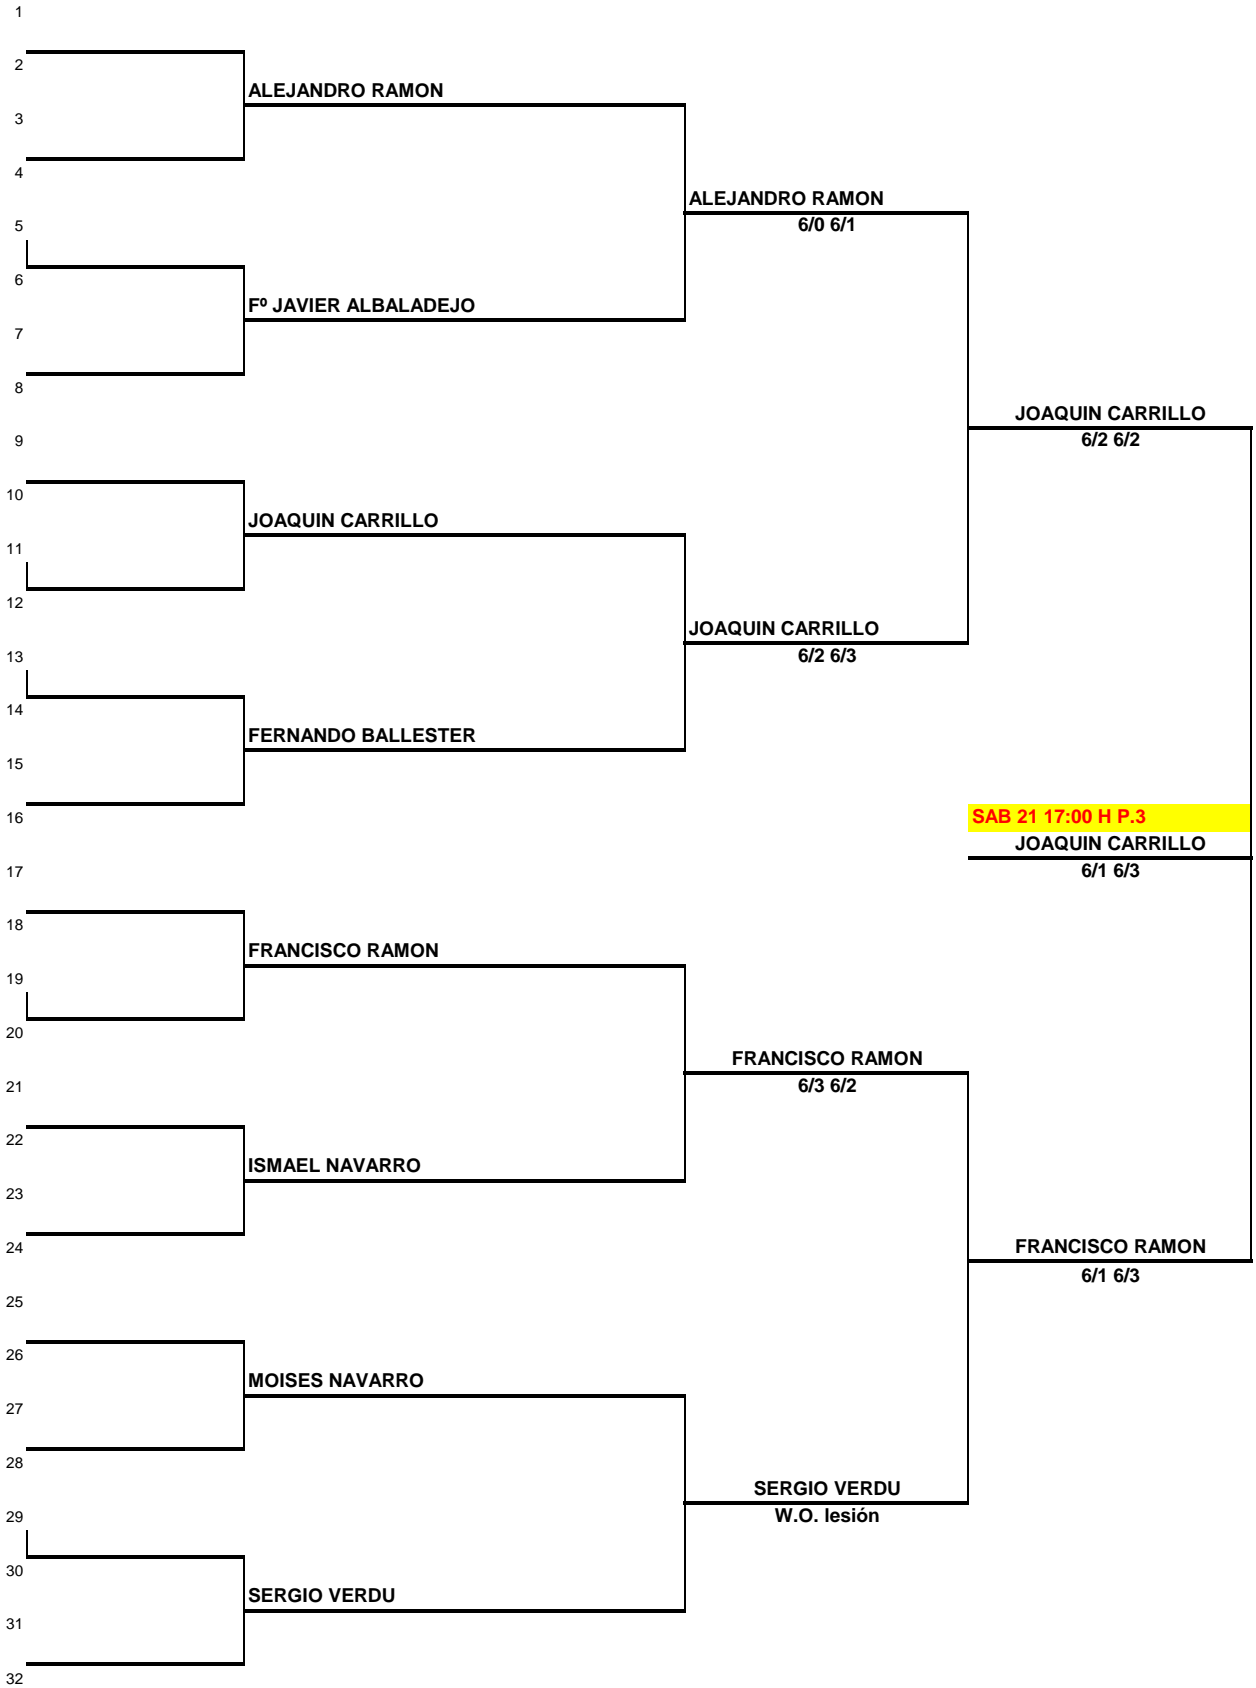 1
2
ALEJANDRO RAMON
3
4
ALEJANDRO RAMON
5
6/0 6/1
6
Fº JAVIER ALBALADEJO
7
8
JOAQUIN CARRILLO
9
6/2 6/2
10
JOAQUIN CARRILLO
11
12
JOAQUIN CARRILLO
13
6/2 6/3
14
FERNANDO BALLESTER
15
16
SAB 21 17:00 H P.3
JOAQUIN CARRILLO
17
6/1 6/3
18
FRANCISCO RAMON
19
20
FRANCISCO RAMON
21
6/3 6/2
22
ISMAEL NAVARRO
23
24
FRANCISCO RAMON
6/1 6/3
25
26
MOISES NAVARRO
27
28
SERGIO VERDU
29
W.O. lesión
30
SERGIO VERDU
31
32